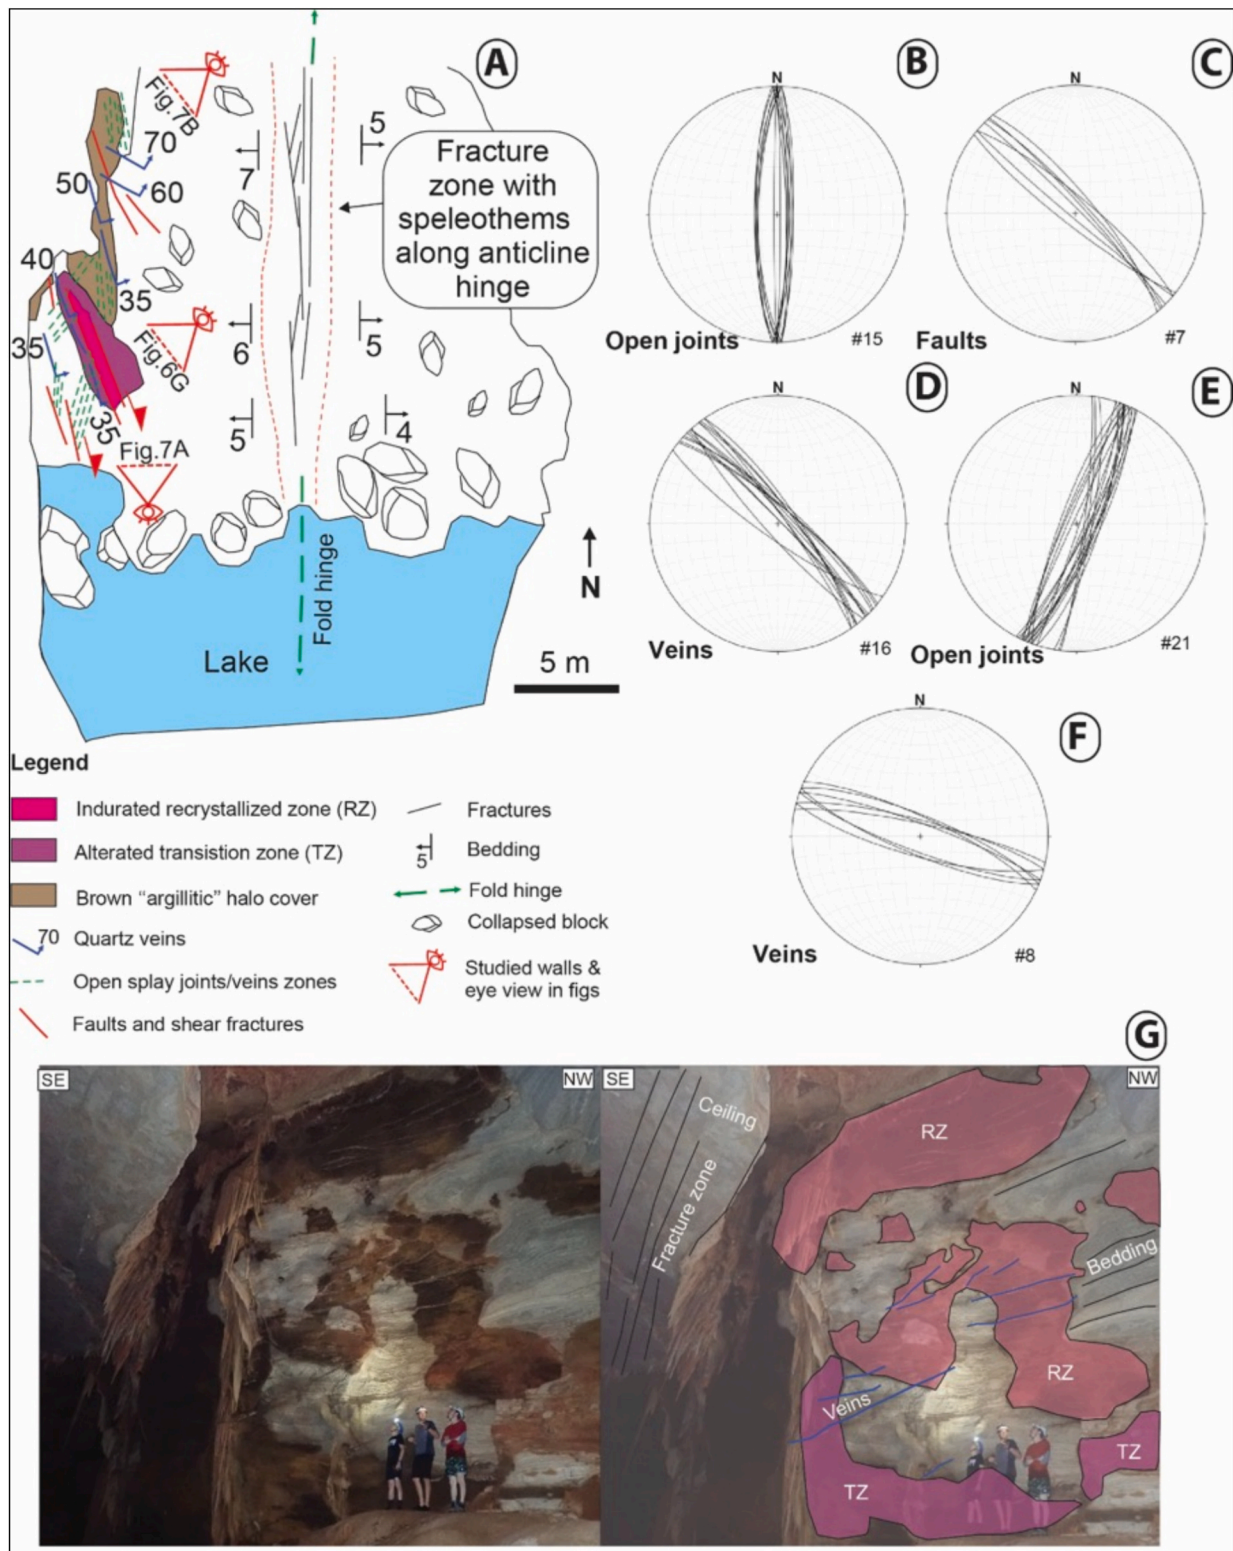 A
Fig.7B
70
50
60
7
5
Fracture
zone with
speleothems
along anticline
hinge
40
35
35
Fig.6G
6
5
35
5
4
Fig.7A
Fold hinge
N
Lake
5 m
B
N
Open joints
#15
C
N
Faults
#7
D
N
Veins
#16
E
N
Open joints
#21
F
N
Veins
#8
Legend
Indurated recrystallized zone (RZ)
Alterated transistion zone (TZ)
Brown “argillitic” halo cover
70
Quartz veins
Open splay joints/veins zones
Faults and shear fractures
Fractures
5
Bedding
Fold hinge
Collapsed block
Studied walls &
eye view in figs
G
SE
NW
SE
NW
Ceiling
Fracture zone
RZ
Bedding
RZ
Veins
TZ
TZ